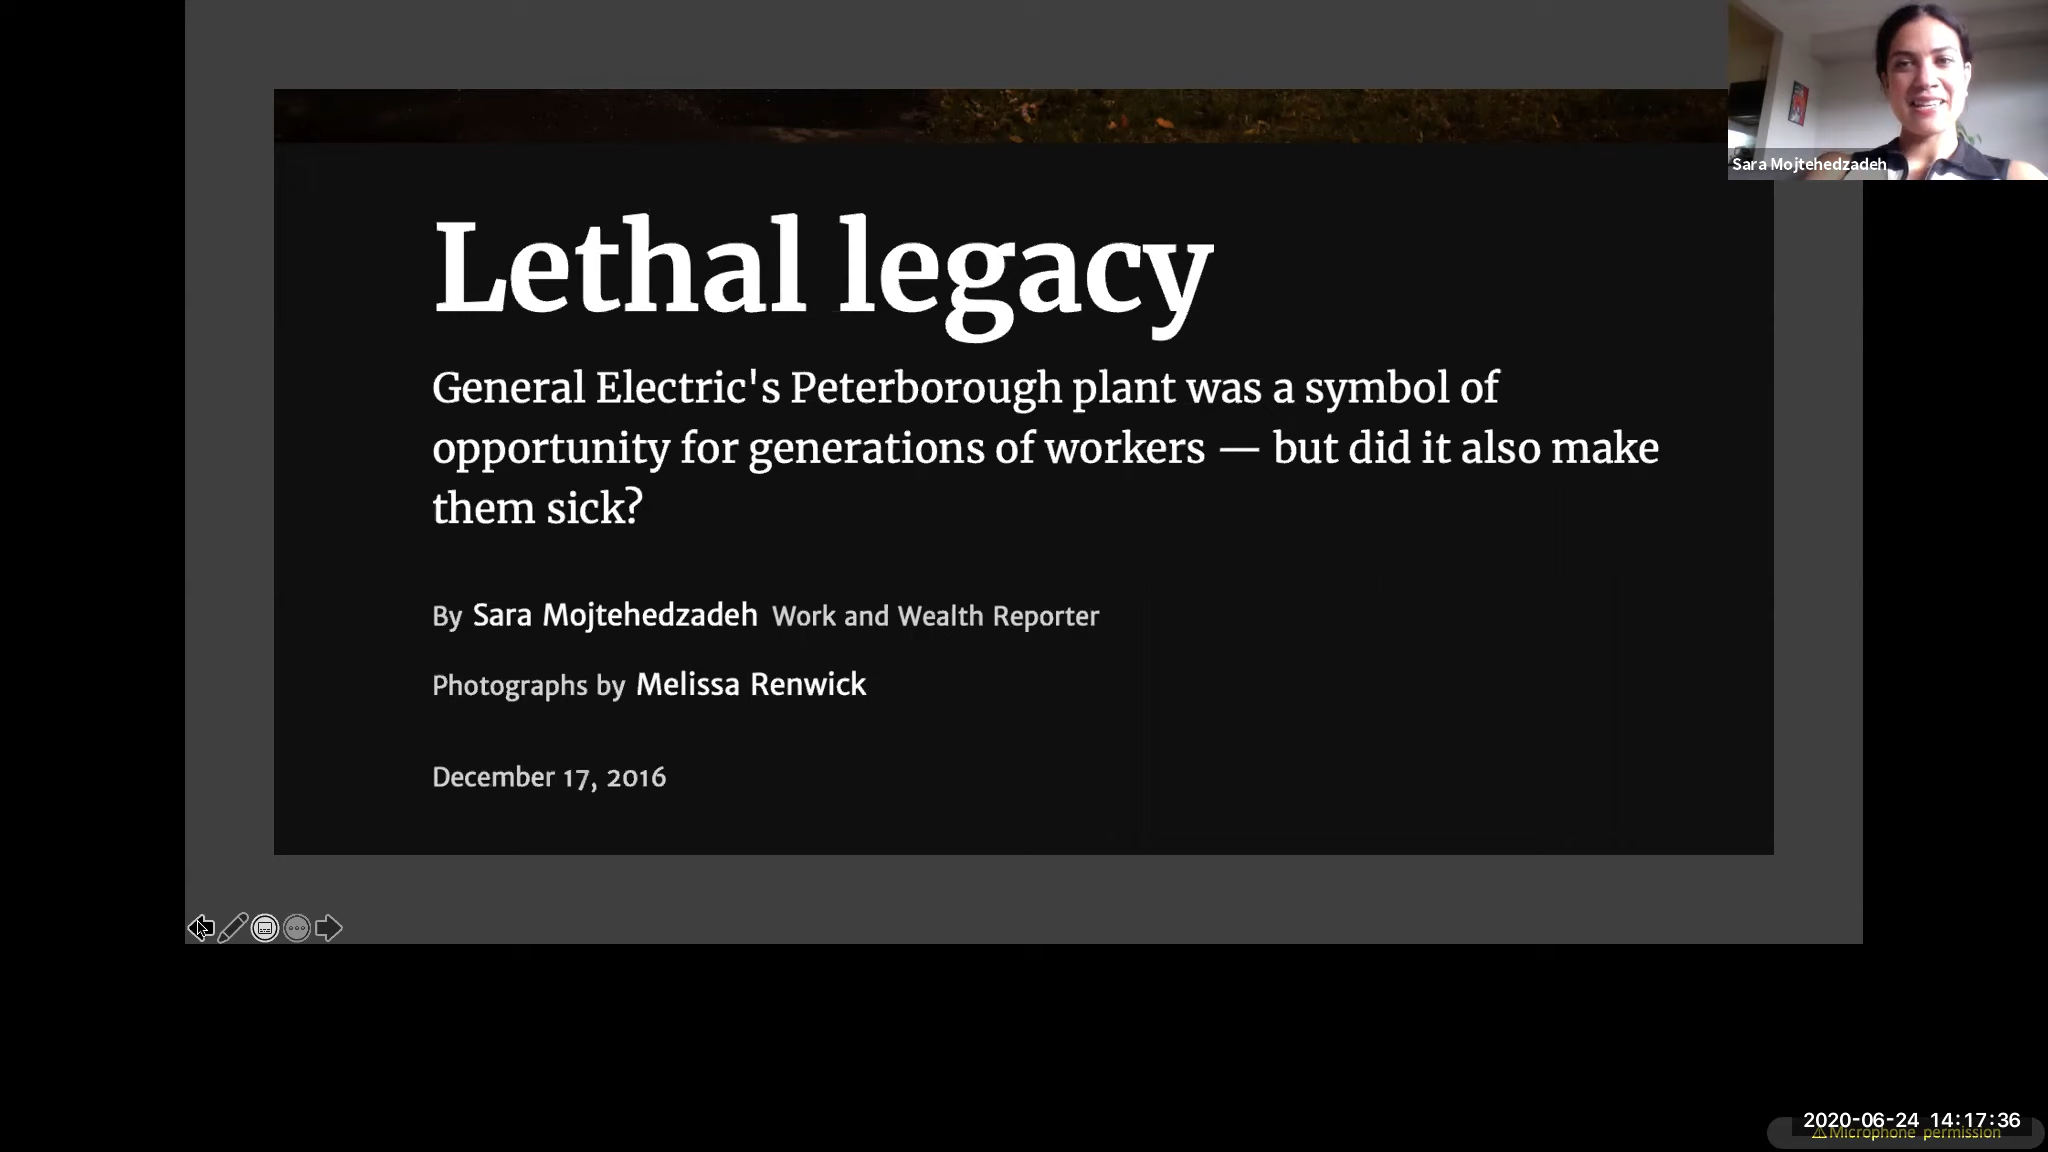 Sara Mojtehedzadeh
Lethal legacy
General Electric's Peterborough plant was a symbol of
opportunity for generations of workers — but did it also make
them sick?
By Sara Mojtehedzadeh Work and Wealth Reporter
Photographs by Melissa Renwick
December 17, 2016
2020-06-24 14:17:36
⚠Microphone permission